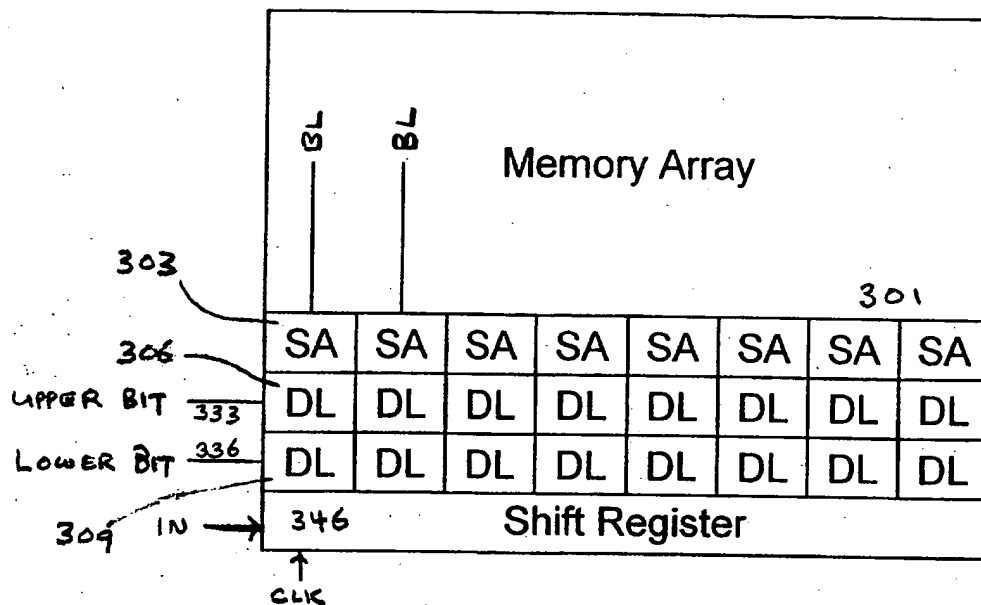 BL BL
Memory Array
303
301
SA SA SA SA SA SA SA SA
306
UPPER BIT 333 DL DL DL DL DL DL DL DL
LOWER BIT 336 DL DL DL DL DL DL DL DL
309 IN 346 Shift Register
CLK